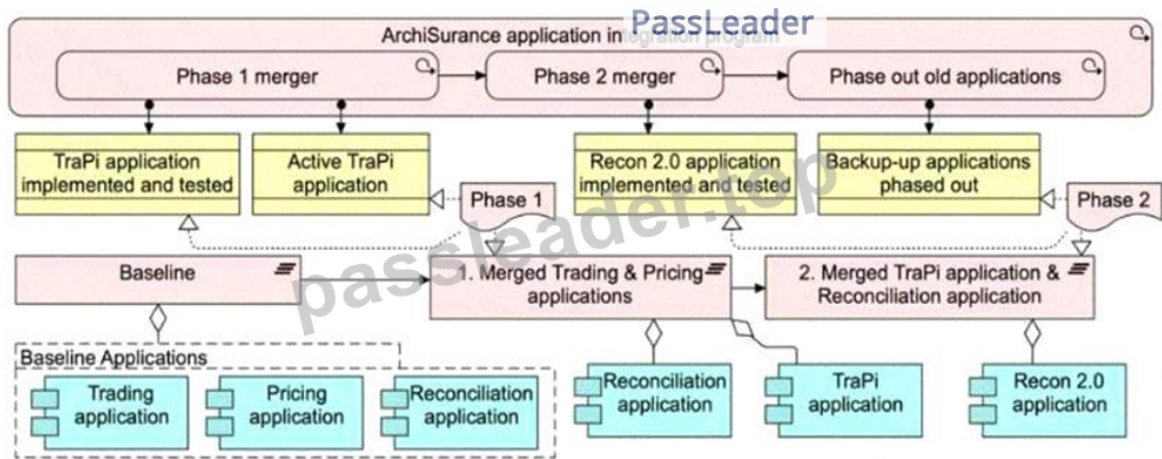 PassLeader
ArchiSurance application integration program
Phase 1 merger
Phase 2 merger
Phase out old applications
TraPi application
implemented and tested
Active TraPi
application
Recon 2.0 application
implemented and tested
Backup-up applications
phased out
Phase 1
Phase 2
passleader.top
Baseline
1. Merged Trading & Pricing
applications
2. Merged TraPi application &
Reconciliation application
Baseline Applications
Trading
application
Pricing
application
Reconciliation
application
Reconciliation
application
TraPi
application
Recon 2.0
application